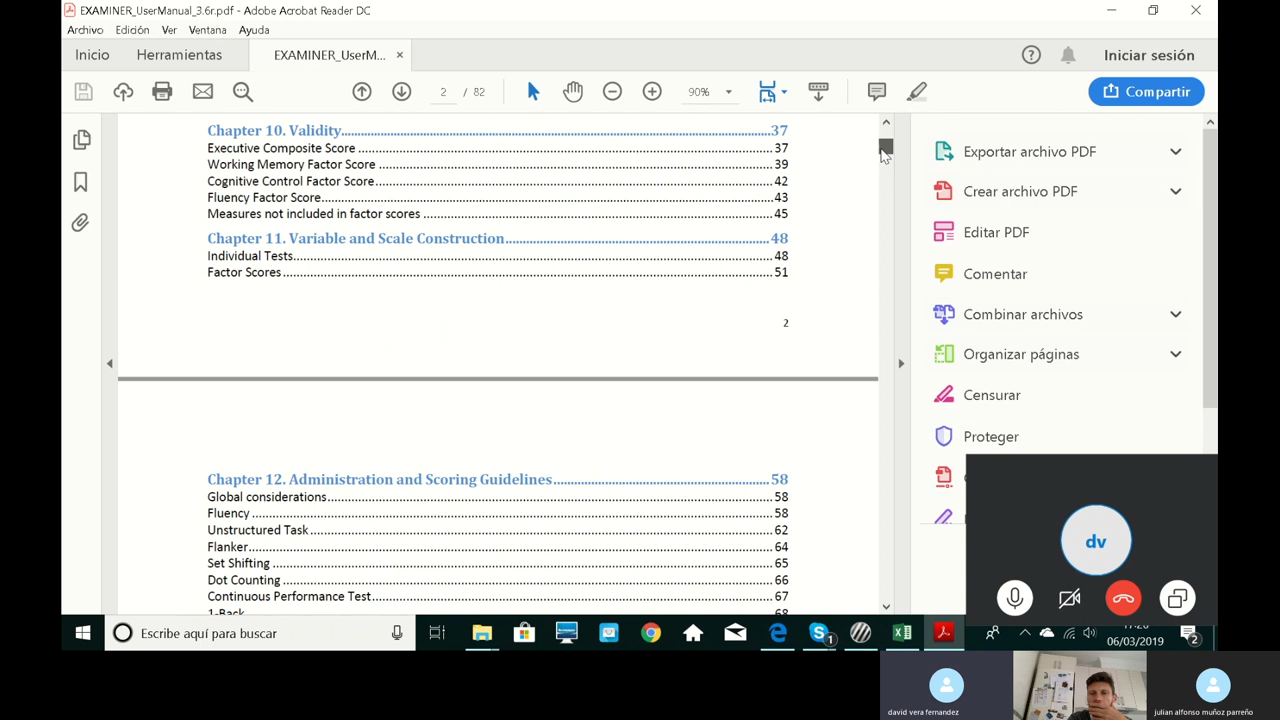 EXAMINER_UserManual_3.6r.pdf - Adobe Acrobat Reader DC
Archivo Edición Ver Ventana Ayuda
Inicio Herramientas EXAMINER_UserM... × Iniciar sesión
2 / 82 90% Compartir
Chapter 10. Validity 37
Executive Composite Score 37
Working Memory Factor Score 39
Cognitive Control Factor Score 42
Fluency Factor Score 43
Measures not included in factor scores 45
Chapter 11. Variable and Scale Construction 48
Individual Tests 48
Factor Scores 51
2
Chapter 12. Administration and Scoring Guidelines 58
Global considerations 58
Fluency 58
Unstructured Task 62
Flanker 64
Set Shifting 65
Dot Counting 66
Continuous Performance Test 67
1-Back 68
Exportar archivo PDF
Crear archivo PDF
Editar PDF
Comentar
Combinar archivos
Organizar páginas
Censurar
Proteger
dv
Escribe aquí para buscar
1
06/03/2019
2
david vera fernandez
julian alfonso muñoz parreño